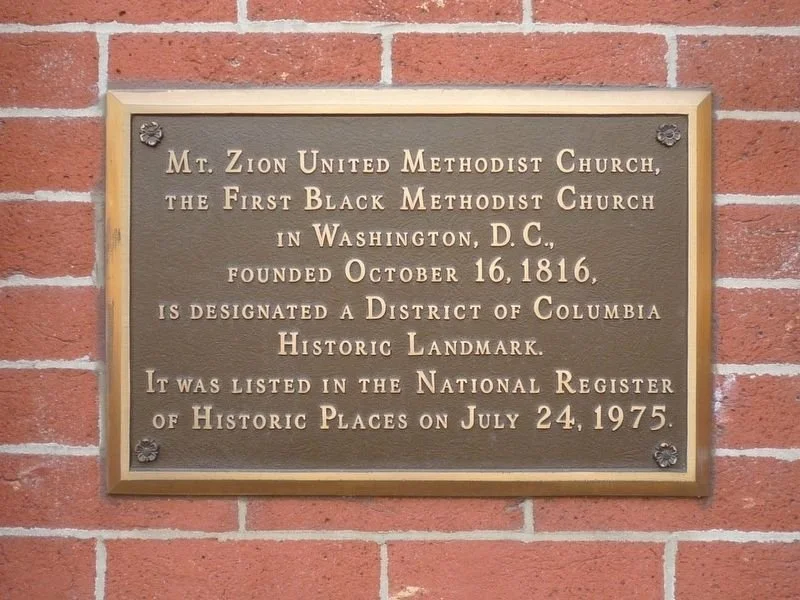 Mt. Zion United Methodist Church,
the First Black Methodist Church
in Washington, D.C.,
founded October 16, 1816,
is designated a District of Columbia
Historic Landmark.
It was listed in the National Register
of Historic Places on July 24, 1975.